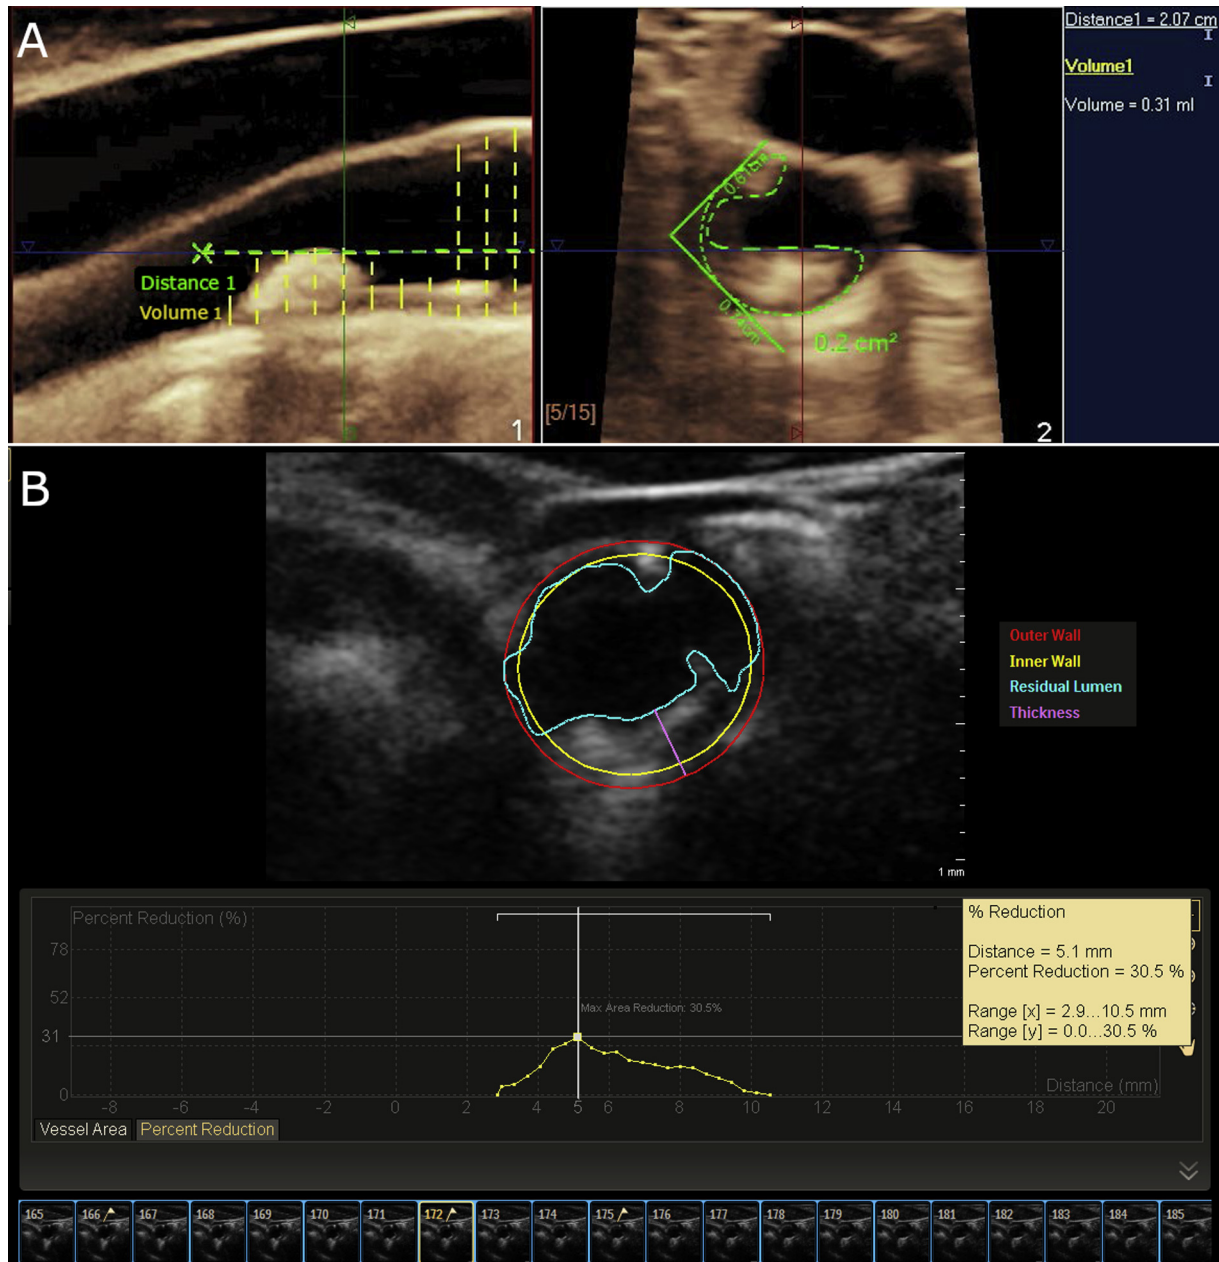 A
Distance1 = 2.07 cm
Volume1
Volume = 0.31 ml
0.61cm
Distance 1
Volume 1
0.74cm
0.2 cm²
[5/15]
1
2
B
Outer Wall
Inner Wall
Residual Lumen
Thickness
1 mm
Percent Reduction (%)
% Reduction
Distance = 5.1 mm
Percent Reduction = 30.5 %
Range [x] = 2.9...10.5 mm
Range [y] = 0.0...30.5 %
78
52
Max Area Reduction: 30.5%
31
0
Distance (mm)
-8 -6 -4 -2 0 2 4 5 6 8 10 12 14 16 18 20
Vessel Area Percent Reduction
165 166 167 168 169 170 171 172 173 174 175 176 177 178 179 180 181 182 183 184 185